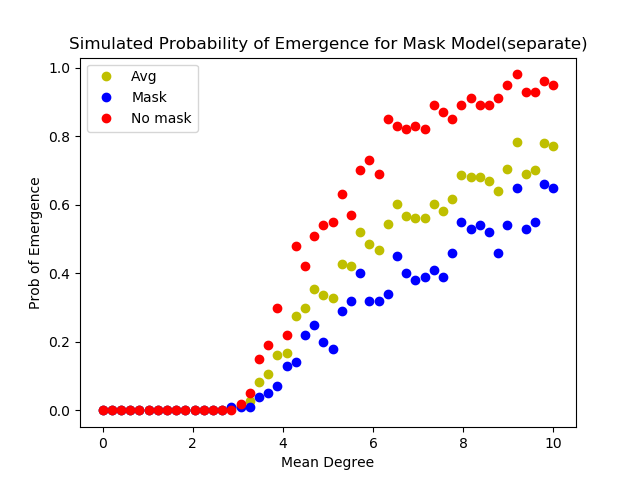 Simulated Probability of Emergence for Mask Model(separate)
Avg
Mask
No mask
Prob of Emergence
1.0
0.8
0.6
0.4
0.2
0.0
0 2 4 6 8 10
Mean Degree